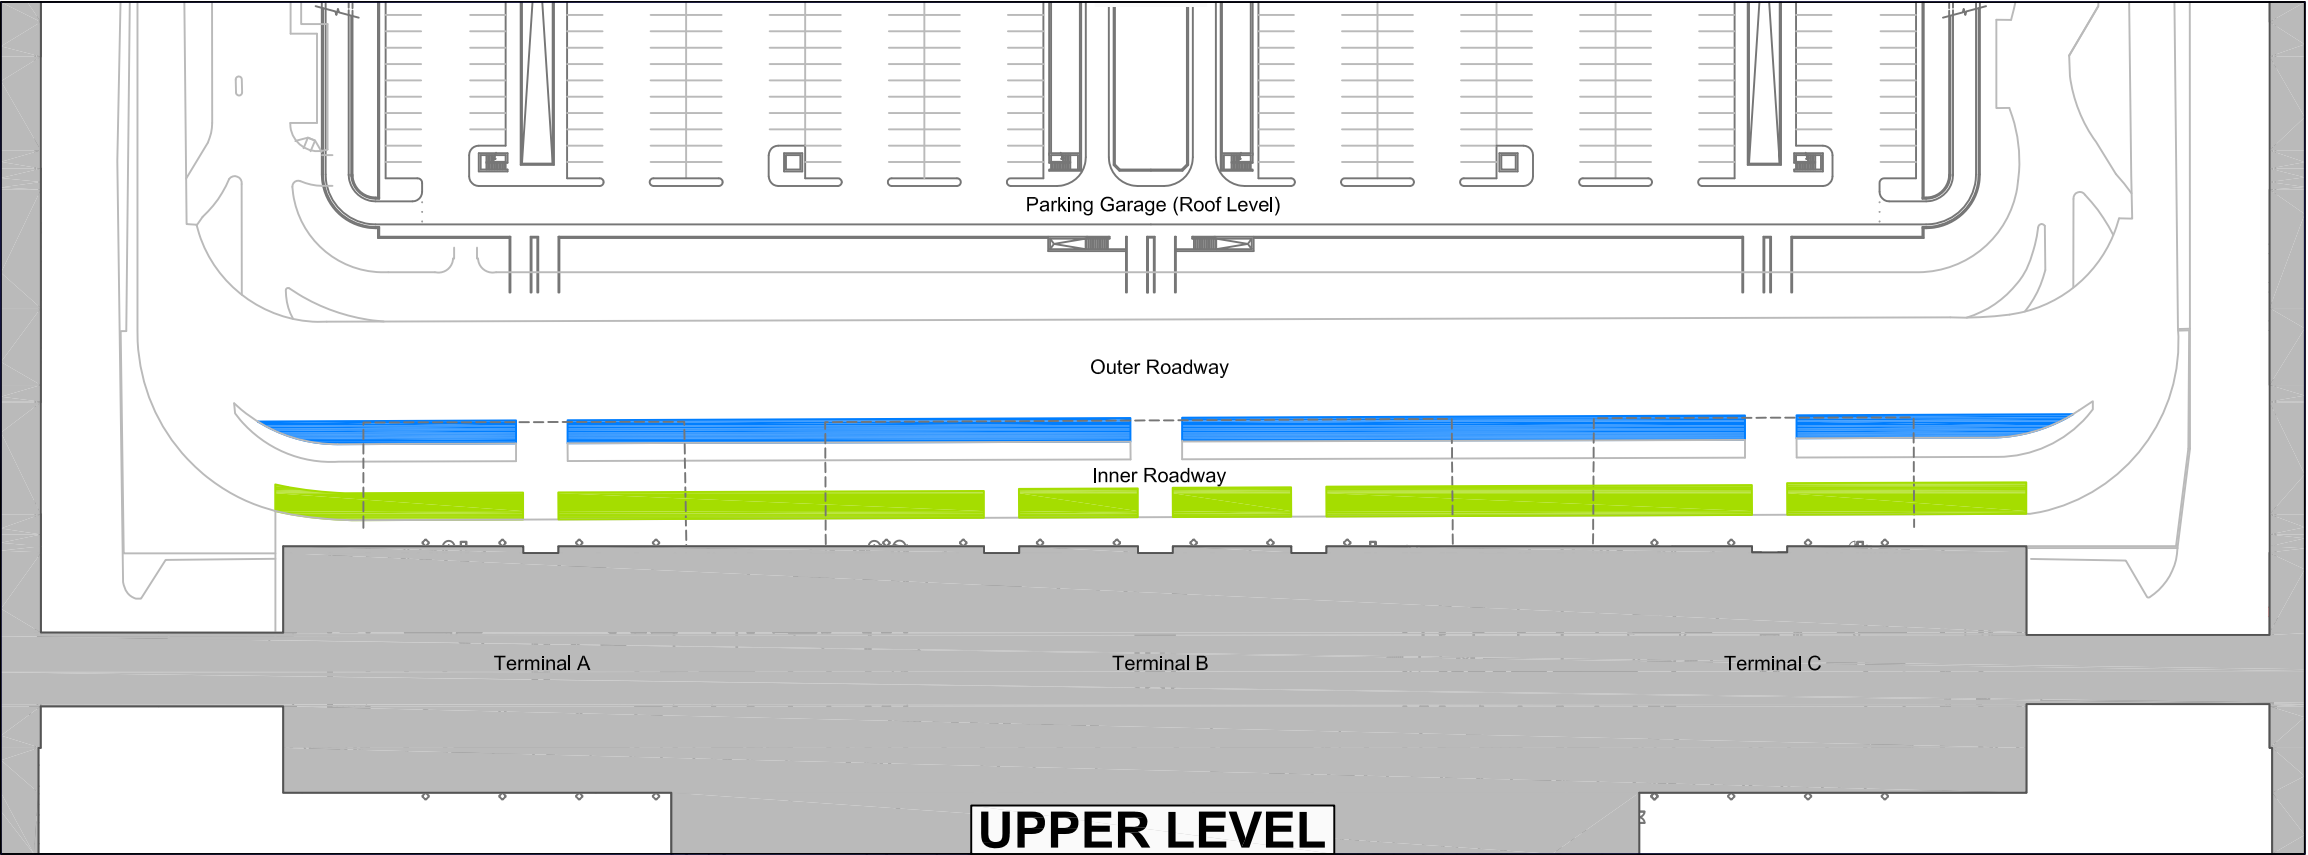 Parking Garage (Roof Level)
Outer Roadway
Inner Roadway
Terminal A
Terminal B
Terminal C
UPPER LEVEL